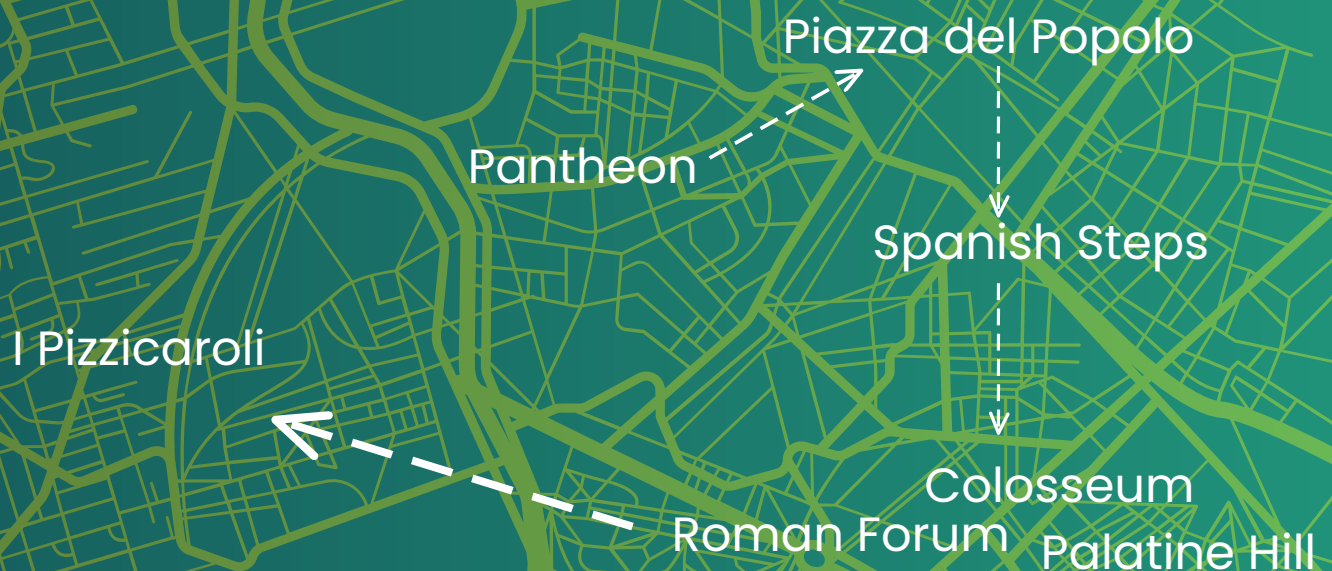 Piazza del Popolo
Pantheon
Spanish Steps
I Pizzicaroli
Colosseum
Roman Forum
Palatine Hill